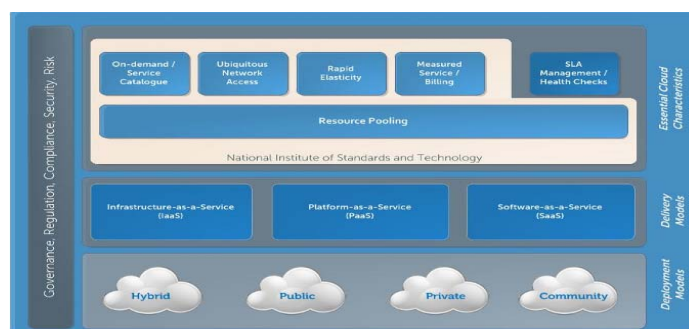 Governance, Regulation, Compliance, Security, Risk
On-demand /
Service
Catalogue
Ubiquitous
Network
Access
Rapid
Elasticity
Measured
Service /
Billing
SLA
Management /
Health Checks
Resource Pooling
National Institute of Standards and Technology
Essential Cloud
Characteristics
Infrastructure-as-a-Service
(IaaS)
Platform-as-a-Service
(PaaS)
Software-as-a-Service
(SaaS)
Delivery
Models
Hybrid
Public
Private
Community
Deployment
Models